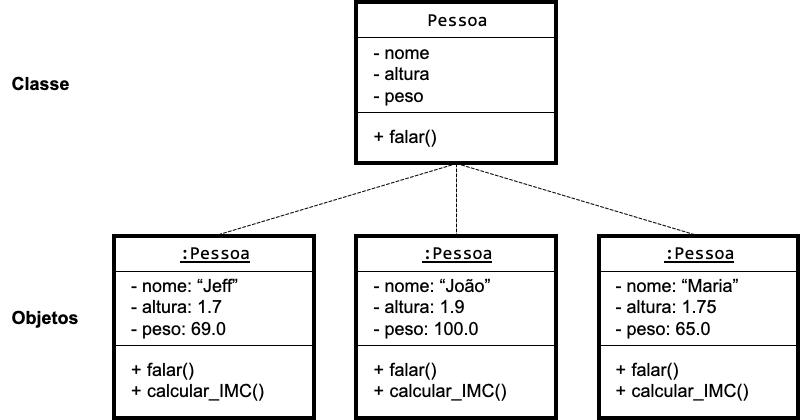 Pessoa
- nome
- altura
- peso
+ falar()
Classe
:Pessoa
- nome: “Jeff”
- altura: 1.7
- peso: 69.0
+ falar()
+ calcular_IMC()
:Pessoa
- nome: “João”
- altura: 1.9
- peso: 100.0
+ falar()
+ calcular_IMC()
:Pessoa
- nome: “Maria”
- altura: 1.75
- peso: 65.0
+ falar()
+ calcular_IMC()
Objetos